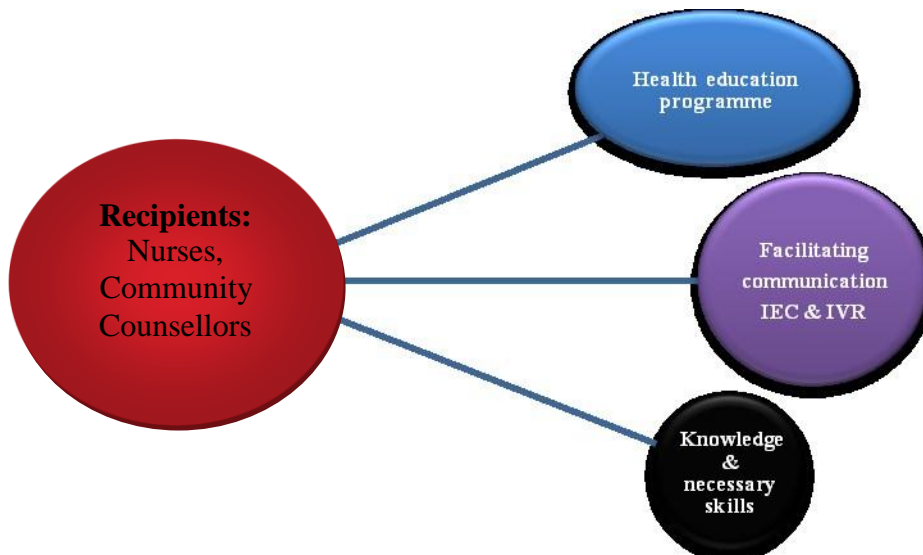 Recipients:
Nurses,
Community
Counsellors
Health education
programme
Facilitating
communication
IEC & IVR
Knowledge
&
necessary
skills